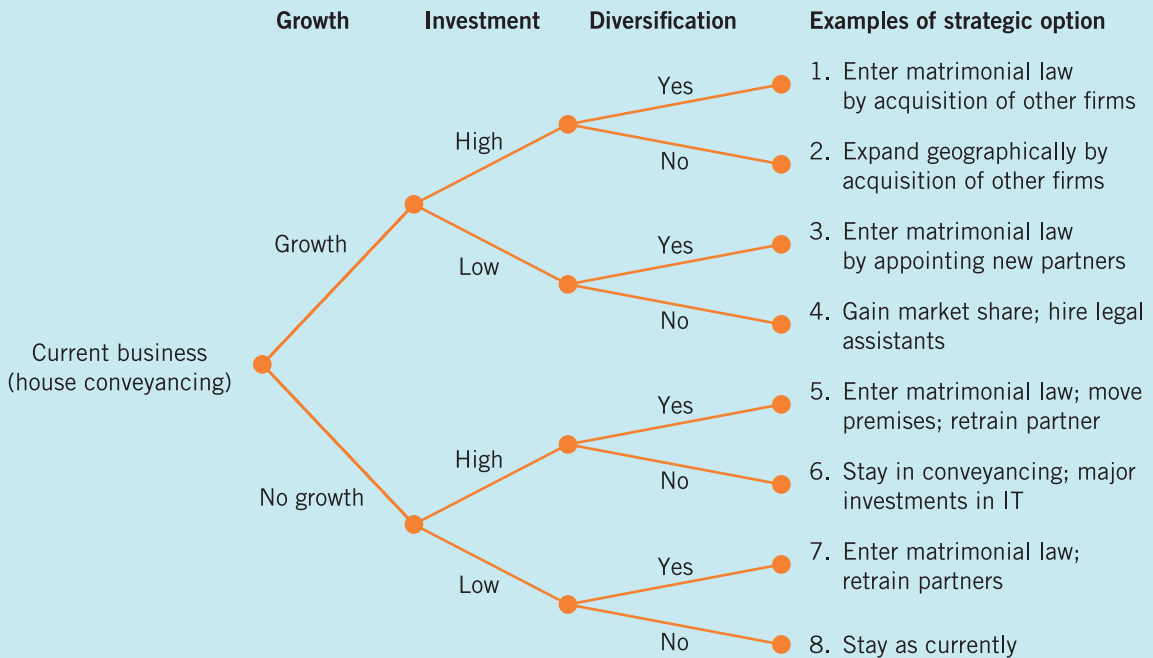 Growth Investment Diversification Examples of strategic option
Yes
1. Enter matrimonial law
by acquisition of other firms
High
No
2. Expand geographically by
acquisition of other firms
Growth
Yes
3. Enter matrimonial law
by appointing new partners
Low
No
4. Gain market share; hire legal
assistants
Current business
(house conveyancing)
Yes
5. Enter matrimonial law; move
premises; retrain partner
High
No
6. Stay in conveyancing; major
investments in IT
No growth
Yes
7. Enter matrimonial law;
retrain partners
Low
No
8. Stay as currently